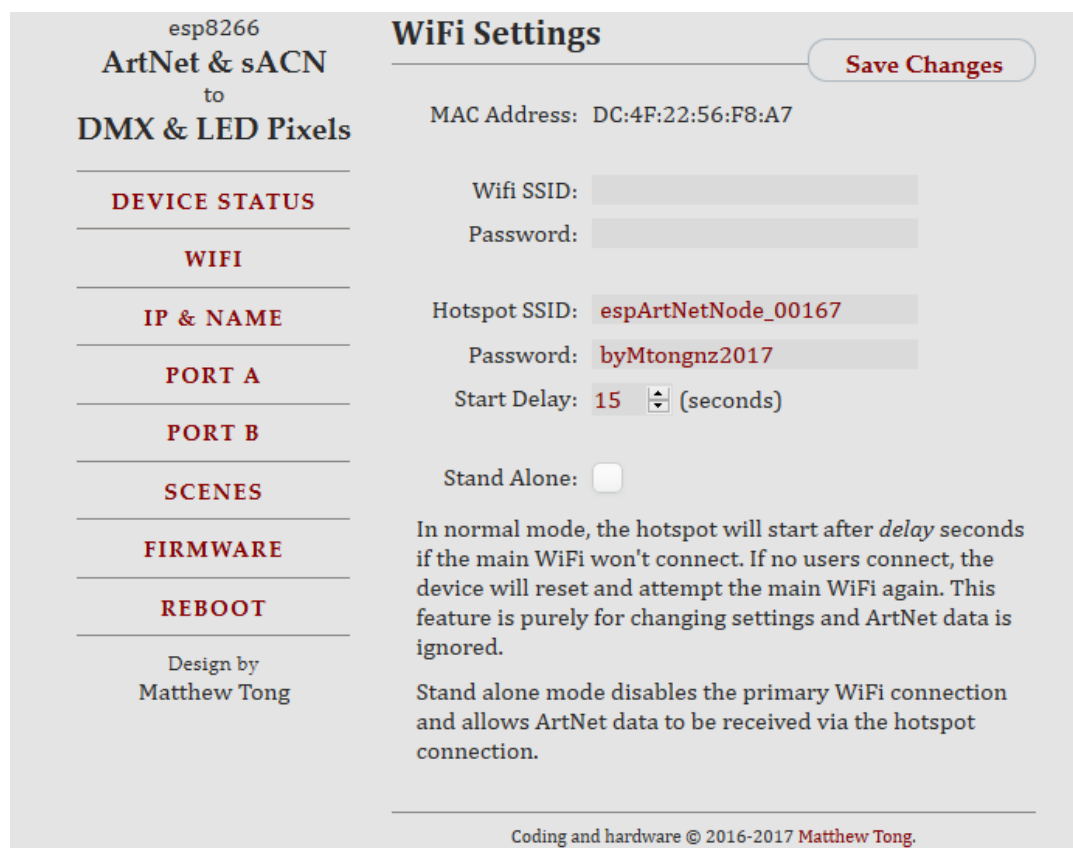 esp8266
ArtNet & sACN
to
DMX & LED Pixels
DEVICE STATUS
WIFI
IP & NAME
PORT A
PORT B
SCENES
FIRMWARE
REBOOT
Design by
Matthew Tong
WiFi Settings
Save Changes
MAC Address: DC:4F:22:56:F8:A7
Wifi SSID:
Password:
Hotspot SSID: espArtNetNode_00167
Password: byMtongnz2017
Start Delay: 15 (seconds)
Stand Alone:
In normal mode, the hotspot will start after delay seconds
if the main WiFi won't connect. If no users connect, the
device will reset and attempt the main WiFi again. This
feature is purely for changing settings and ArtNet data is
ignored.
Stand alone mode disables the primary WiFi connection
and allows ArtNet data to be received via the hotspot
connection.
Coding and hardware © 2016-2017 Matthew Tong.